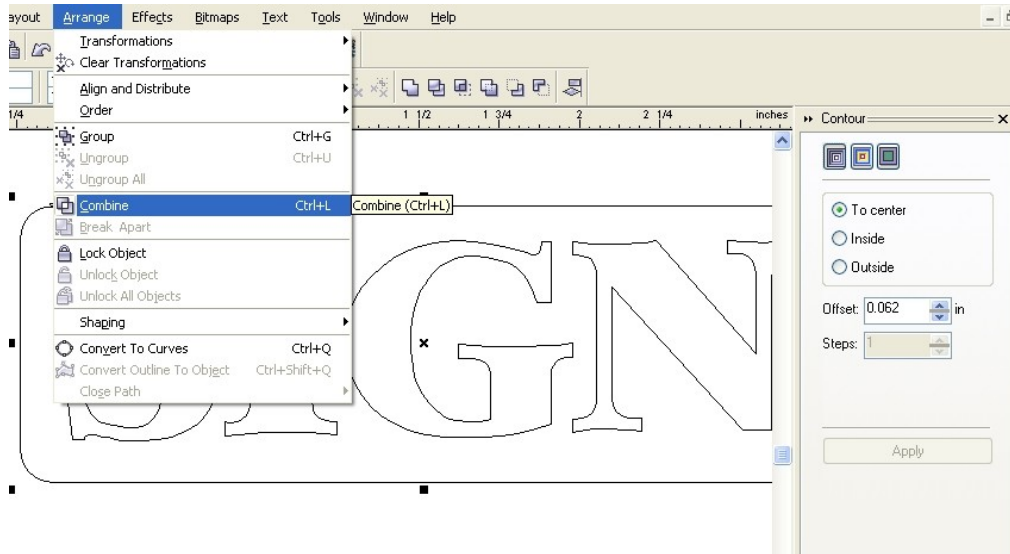 ayout Arrange Effects Bitmaps Text Tools Window Help
Transformations
Clear Transformations
Align and Distribute
Order
1/4 1 1/2 1 3/4 2 2 1/4 inches
Group Ctrl+G
Ungroup Ctrl+U
Ungroup All
Combine Ctrl+L
Combine (Ctrl+L)
Break Apart
Lock Object
Unlock Object
Unlock All Objects
Shaping
Convert To Curves Ctrl+Q
Convert Outline To Object Ctrl+Shift+Q
Close Path
SIGN
Contour
To center
Inside
Outside
Offset: 0.062 in
Steps: 1
Apply